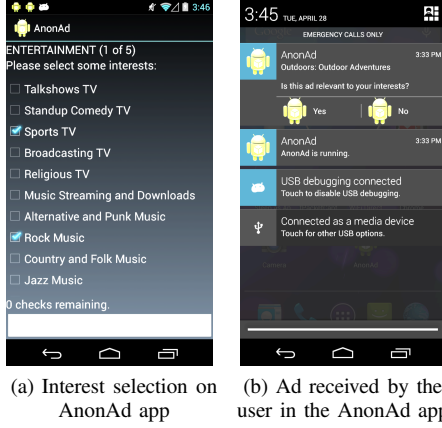 3:46
AnonAd
ENTERTAINMENT (1 of 5)
Please select some interests:
Talkshows TV
Standup Comedy TV
Sports TV
Broadcasting TV
Religious TV
Music Streaming and Downloads
Alternative and Punk Music
Rock Music
Country and Folk Music
Jazz Music
0 checks remaining.
(a) Interest selection on
AnonAd app
3:45 TUE, APRIL 28
EMERGENCY CALLS ONLY
AnonAd 3:33 PM
Outdoors: Outdoor Adventures
Is this ad relevant to your interests?
Yes No
AnonAd 3:33 PM
AnonAd is running.
USB debugging connected
Touch to disable USB debugging.
Connected as a media device
Touch for other USB options.
(b) Ad received by the
user in the AnonAd app